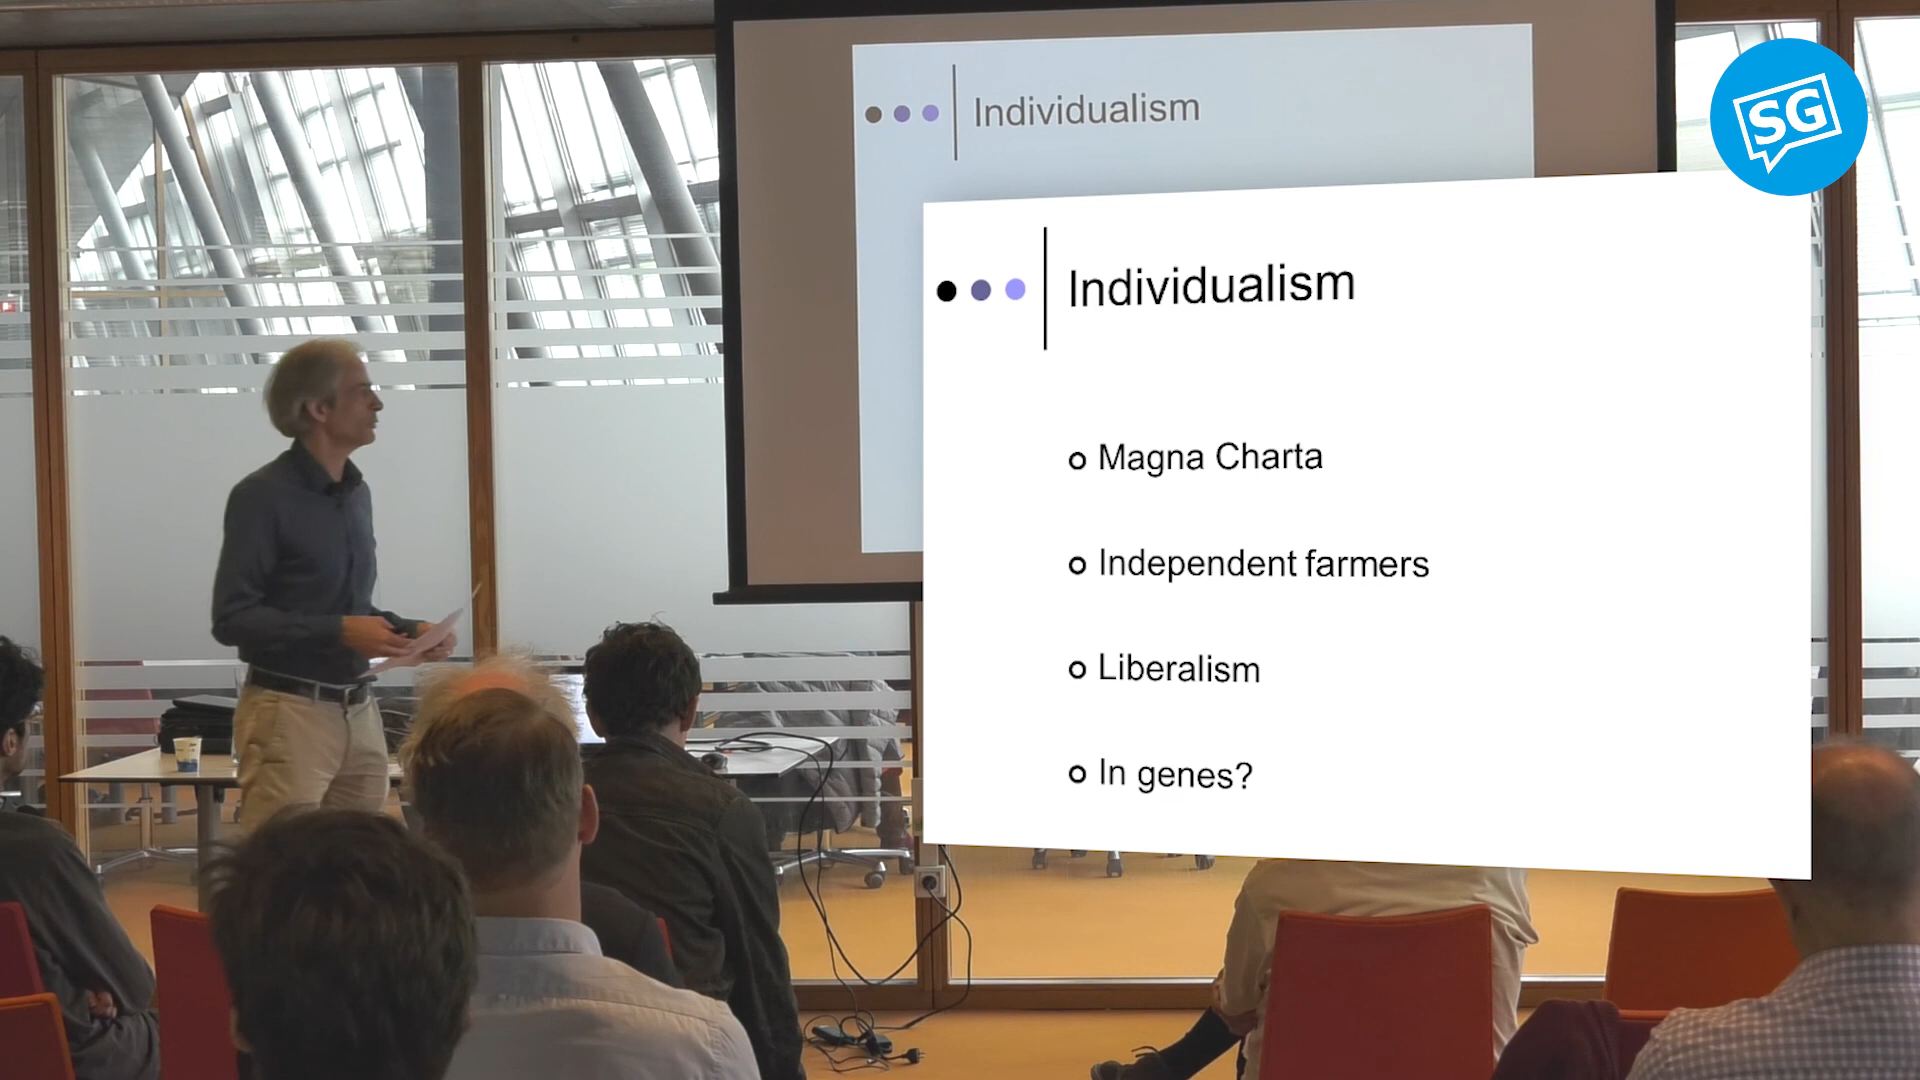 Individualism
SG
Individualism
Magna Charta
Independent farmers
Liberalism
In genes?